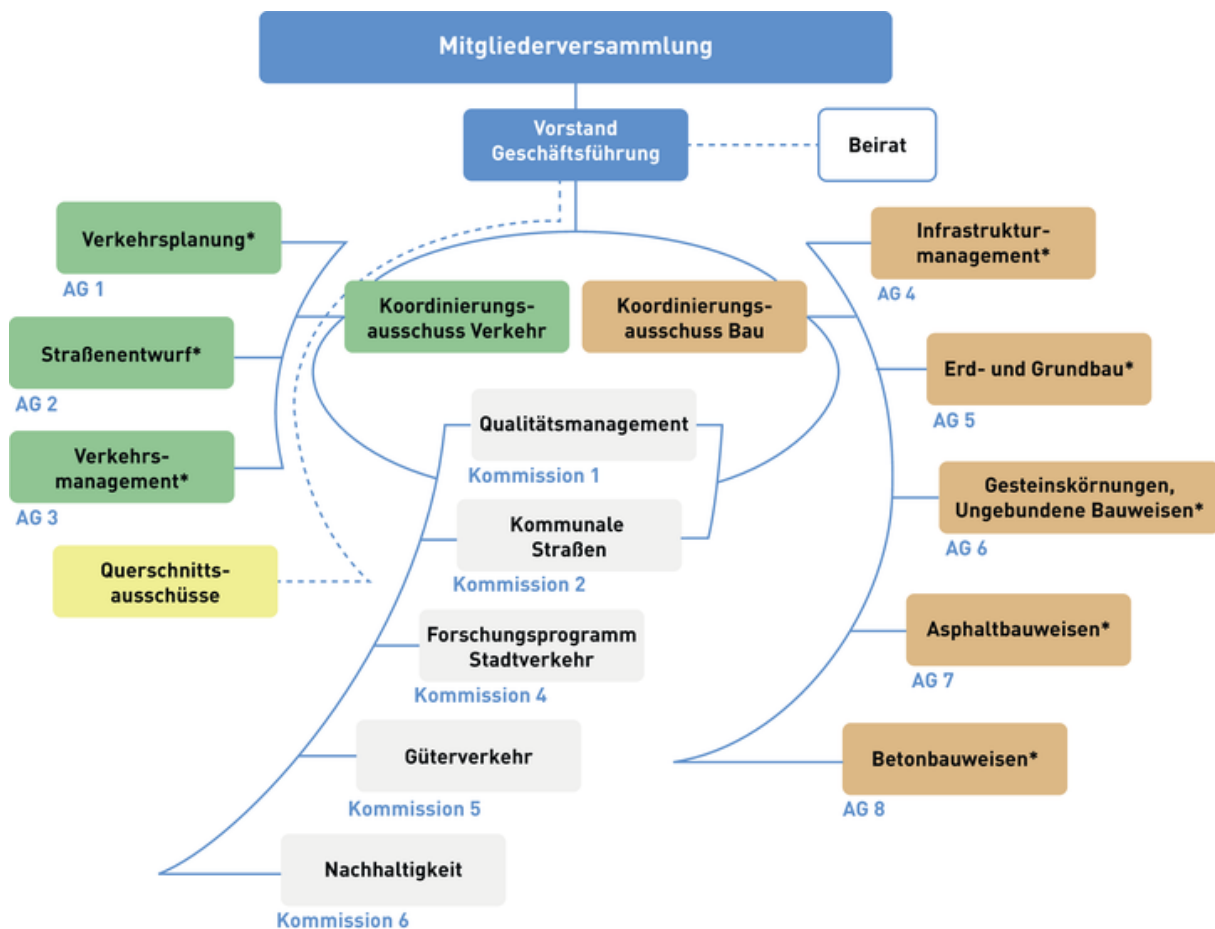 Mitgliederversammlung
Vorstand
Geschäftsführung
Beirat
Verkehrsplanung*
AG 1
Infrastruktur-
management*
AG 4
Koordinierungs-
ausschuss Verkehr
Koordinierungs-
ausschuss Bau
Straßenentwurf*
AG 2
Erd- und Grundbau*
AG 5
Qualitätsmanagement
Kommission 1
Verkehrs-
management*
AG 3
Gesteinskörnungen,
Ungebundene Bauweisen*
AG 6
Kommunale
Straßen
Kommission 2
Querschnitts-
ausschüsse
Forschungsprogramm
Stadtverkehr
Kommission 4
Asphaltbauweisen*
AG 7
Güterverkehr
Kommission 5
Betonbauweisen*
AG 8
Nachhaltigkeit
Kommission 6